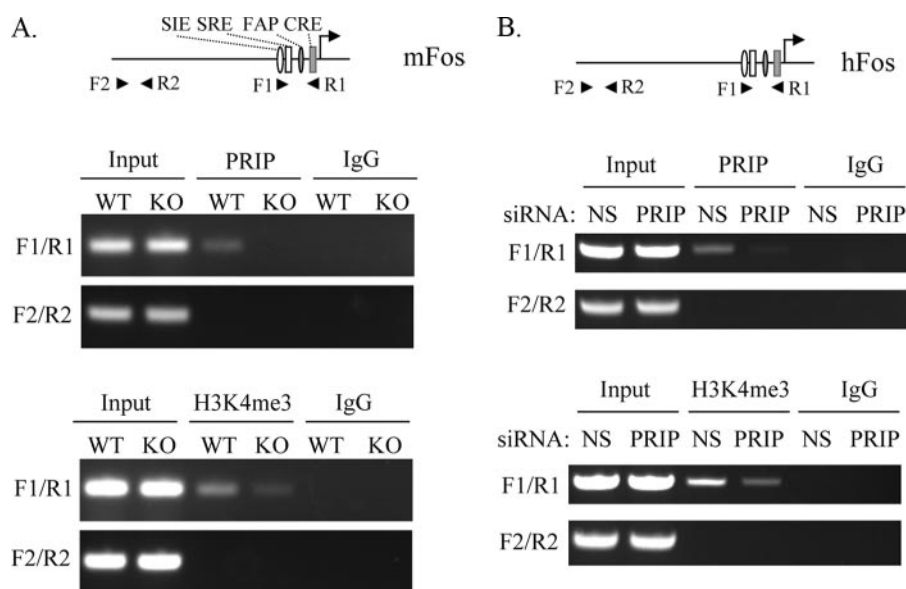 A.
SIE SRE FAP CRE
mFos
F2 R2 F1 R1
Input PRIP IgG
WT KO WT KO WT KO
F1/R1
F2/R2
Input H3K4me3 IgG
WT KO WT KO WT KO
F1/R1
F2/R2
B.
hFos
F2 R2 F1 R1
Input PRIP IgG
siRNA: NS PRIP NS PRIP NS PRIP
F1/R1
F2/R2
Input H3K4me3 IgG
siRNA: NS PRIP NS PRIP NS PRIP
F1/R1
F2/R2